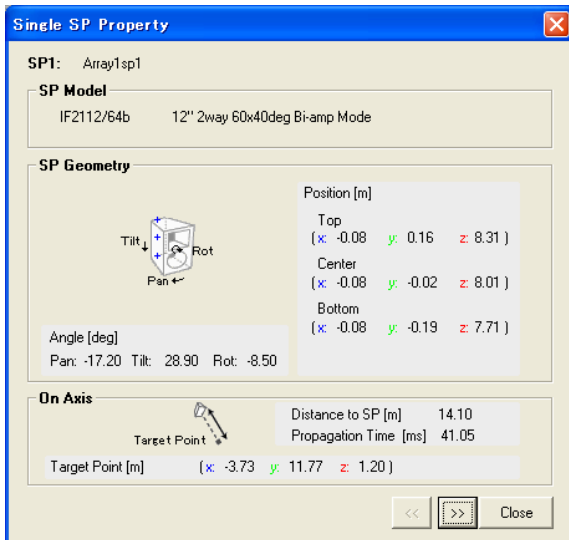 Single SP Property
SP1: Array1sp1
SP Model
IF2112/64b 12" 2way 60x40deg Bi-amp Mode
SP Geometry
Tilt
Rot
Pan
Angle [deg]
Pan: -17.20 Tilt: 28.90 Rot: -8.50
Position [m]
Top
( x: -0.08 y: 0.16 z: 8.31 )
Center
( x: -0.08 y: -0.02 z: 8.01 )
Bottom
( x: -0.08 y: -0.19 z: 7.71 )
On Axis
Target Point
Distance to SP [m] 14.10
Propagation Time [ms] 41.05
Target Point [m] ( x: -3.73 y: 11.77 z: 1.20 )
<< >> Close